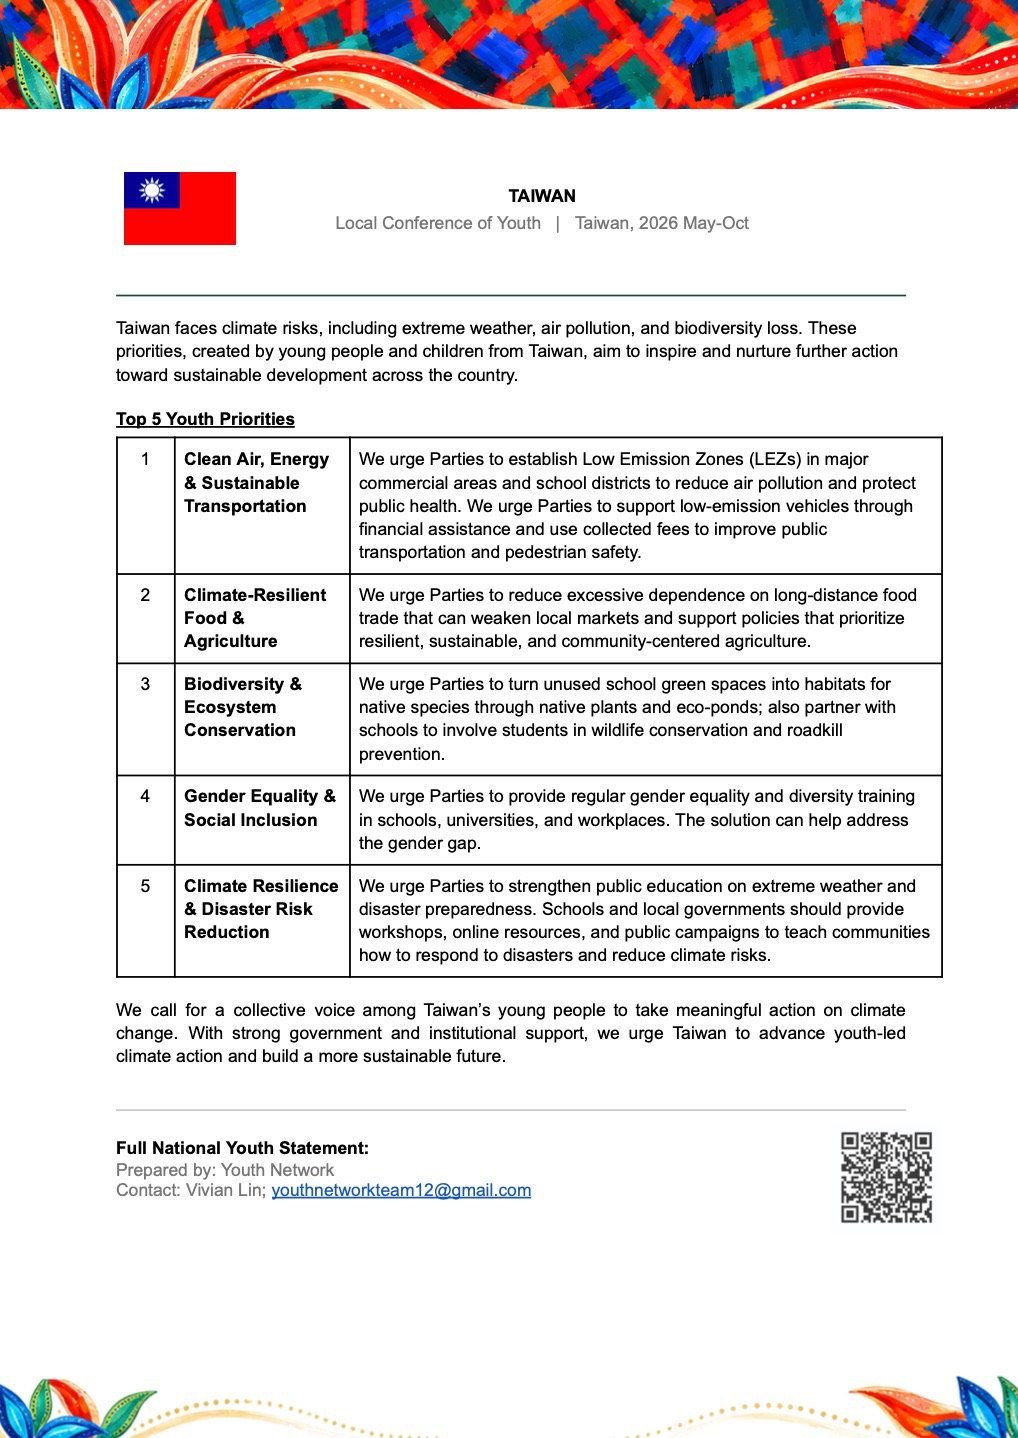 TAIWAN
Local Conference of Youth | Taiwan, 2026 May-Oct
Taiwan faces climate risks, including extreme weather, air pollution, and biodiversity loss. These
priorities, created by young people and children from Taiwan, aim to inspire and nurture further action
toward sustainable development across the country.
Top 5 Youth Priorities
1
Clean Air, Energy
& Sustainable
Transportation
We urge Parties to establish Low Emission Zones (LEZs) in major
commercial areas and school districts to reduce air pollution and protect
public health. We urge Parties to support low-emission vehicles through
financial assistance and use collected fees to improve public
transportation and pedestrian safety.
2
Climate-Resilient
Food &
Agriculture
We urge Parties to reduce excessive dependence on long-distance food
trade that can weaken local markets and support policies that prioritize
resilient, sustainable, and community-centered agriculture.
3
Biodiversity &
Ecosystem
Conservation
We urge Parties to turn unused school green spaces into habitats for
native species through native plants and eco-ponds; also partner with
schools to involve students in wildlife conservation and roadkill
prevention.
4
Gender Equality &
Social Inclusion
We urge Parties to provide regular gender equality and diversity training
in schools, universities, and workplaces. The solution can help address
the gender gap.
5
Climate Resilience
& Disaster Risk
Reduction
We urge Parties to strengthen public education on extreme weather and
disaster preparedness. Schools and local governments should provide
workshops, online resources, and public campaigns to teach communities
how to respond to disasters and reduce climate risks.
We call for a collective voice among Taiwan’s young people to take meaningful action on climate
change. With strong government and institutional support, we urge Taiwan to advance youth-led
climate action and build a more sustainable future.
Full National Youth Statement:
Prepared by: Youth Network
Contact: Vivian Lin; youthnetworkteam12@gmail.com